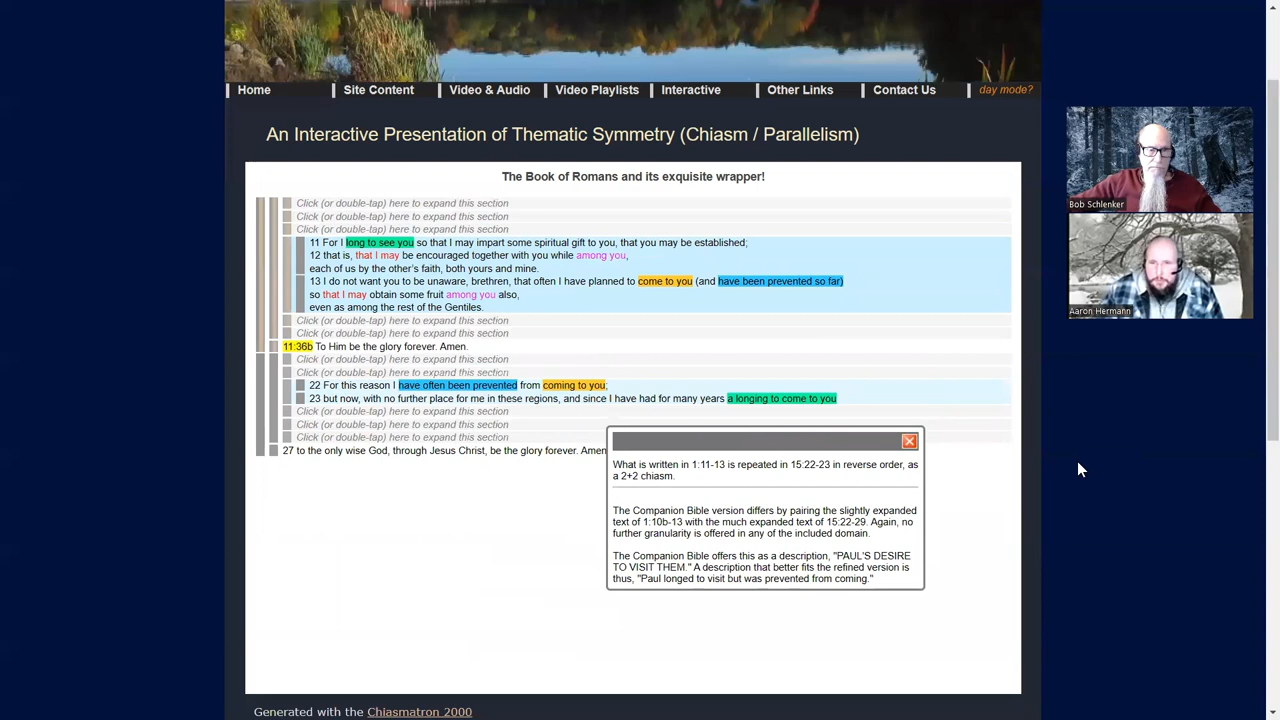 Home
Site Content
Video & Audio
Video Playlists
Interactive
Other Links
Contact Us
day mode?
An Interactive Presentation of Thematic Symmetry (Chiasm / Parallelism)
The Book of Romans and its exquisite wrapper!
Click (or double-tap) here to expand this section
Click (or double-tap) here to expand this section
Click (or double-tap) here to expand this section
11 For I long to see you so that I may impart some spiritual gift to you, that you may be established;
12 that is, that I may be encouraged together with you while among you,
each of us by the other's faith, both yours and mine.
13 I do not want you to be unaware, brethren, that often I have planned to come to you (and have been prevented so far)
so that I may obtain some fruit among you also,
even as among the rest of the Gentiles.
Click (or double-tap) here to expand this section
Click (or double-tap) here to expand this section
11:36b To Him be the glory forever. Amen.
Click (or double-tap) here to expand this section
Click (or double-tap) here to expand this section
22 For this reason I have often been prevented from coming to you;
23 but now, with no further place for me in these regions, and since I have had for many years a longing to come to you
Click (or double-tap) here to expand this section
Click (or double-tap) here to expand this section
Click (or double-tap) here to expand this section
27 to the only wise God, through Jesus Christ, be the glory forever. Amen
What is written in 1:11-13 is repeated in 15:22-23 in reverse order, as
a 2+2 chiasm.
The Companion Bible version differs by pairing the slightly expanded
text of 1:10b-13 with the much expanded text of 15:22-29. Again, no
further granularity is offered in any of the included domain.
The Companion Bible offers this as a description, "PAUL'S DESIRE
TO VISIT THEM." A description that better fits the refined version is
thus, "Paul longed to visit but was prevented from coming."
Generated with the Chiasmatron 2000
Bob Schlenker
Aaron Hermann